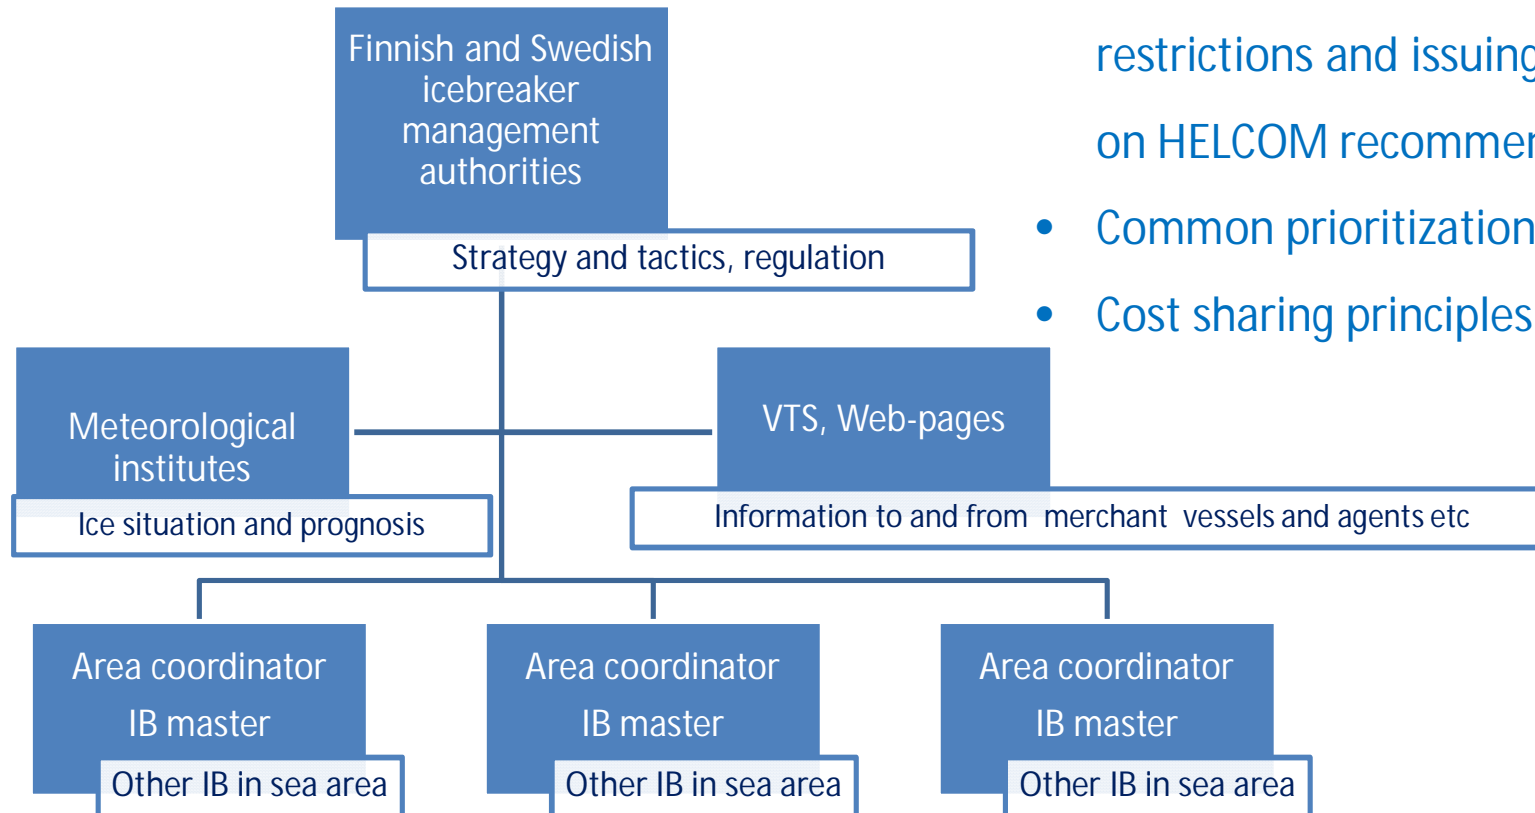 Finnish and Swedish
icebreaker
management
authorities
Strategy and tactics, regulation
restrictions and issuing
on HELCOM
• Common prioritization
• Cost sharing principles
Meteorological
institutes
Ice situation and prognosis
VTS, Web-pages
Information to and from merchant vessels and agents etc
Area coordinator
IB master
Other IB in sea area
Area coordinator
IB master
Other IB in sea area
Area coordinator
IB master
Other IB in sea area